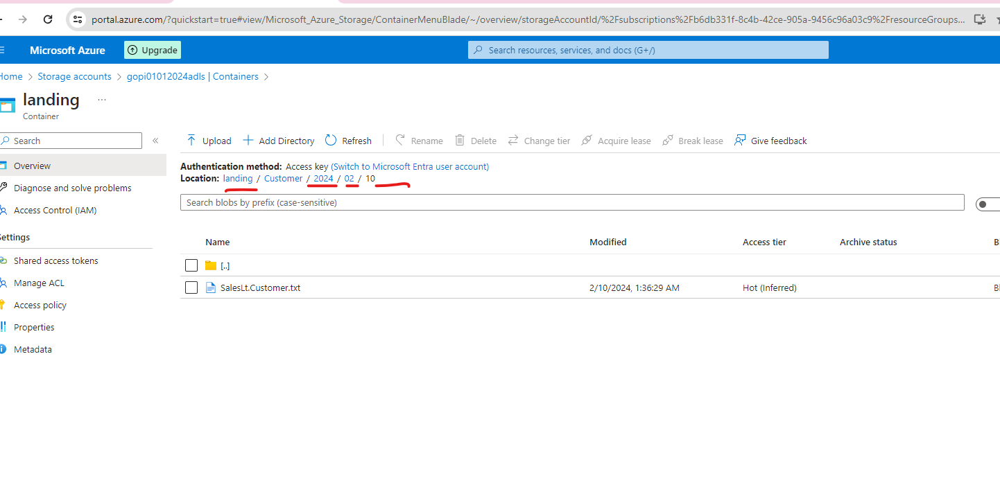 portal.azure.com/?quickstart=true#view/Microsoft_Azure_Storage/ContainerMenuBlade/~/overview/storageAccountId/%2Fsubscriptions%2Fb6db331f-8c4b-42ce-905a-9456c96a03c9%2FresourceGroups...
Microsoft Azure Upgrade Search resources, services, and docs (G+/)
Home > Storage accounts > gopi01012024adls | Containers >
landing ...
Container
Search «
Upload Add Directory Refresh Rename Delete Change tier Acquire lease Break lease Give feedback
Overview
Diagnose and solve problems
Access Control (IAM)
Settings
Shared access tokens
Manage ACL
Access policy
Properties
Metadata
Authentication method: Access key (Switch to Microsoft Entra user account)
Location: landing / Customer / 2024 / 02 / 10
Search blobs by prefix (case-sensitive)
Name Modified Access tier Archive status
[..]
SalesLt.Customer.txt 2/10/2024, 1:36:29 AM Hot (Inferred)